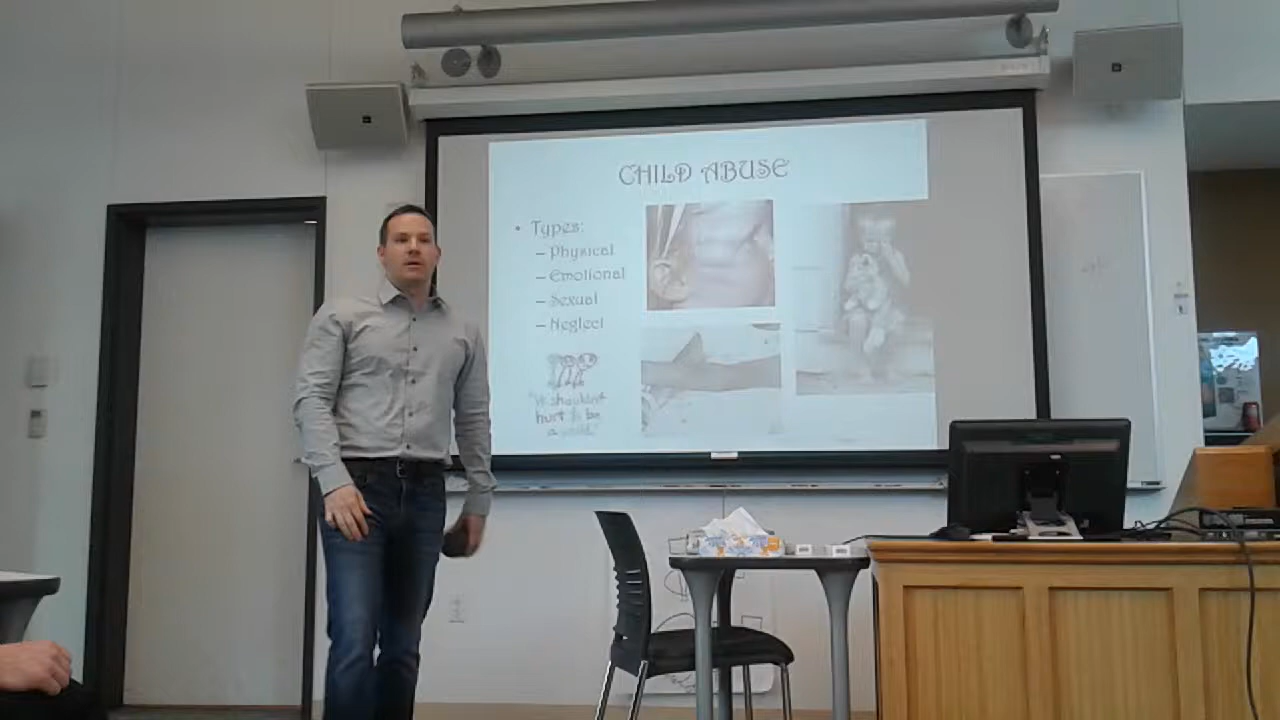 CHILD ABUSE
• Types:
– Physical
– Emotional
– Sexual
– Neglect
"It shouldn't
hurt to be
a child"